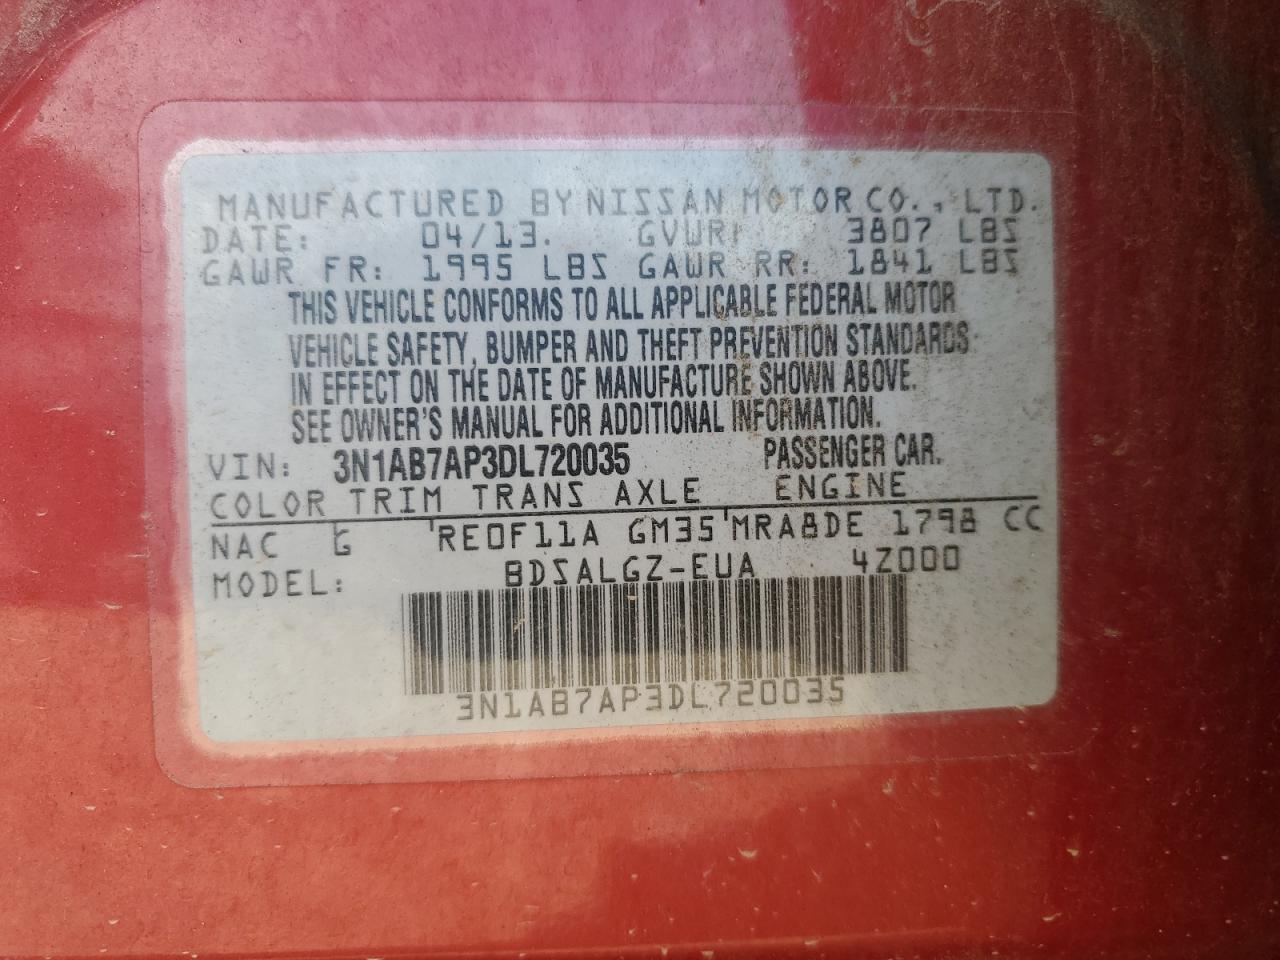 MANUFACTURED BY NISSAN MOTOR CO., LTD.
DATE: 04/13. GVWR: 3807 LBS
GAWR FR: 1995 LBS GAWR RR: 1841 LBS
THIS VEHICLE CONFORMS TO ALL APPLICABLE FEDERAL MOTOR
VEHICLE SAFETY, BUMPER AND THEFT PREVENTION STANDARDS
IN EFFECT ON THE DATE OF MANUFACTURE SHOWN ABOVE.
SEE OWNER'S MANUAL FOR ADDITIONAL INFORMATION.
VIN: 3N1AB7AP3DL720035 PASSENGER CAR.
COLOR TRIM TRANS AXLE ENGINE
NAC G RE0F11A GM35 MRA8DE 1798 CC
MODEL: BDSALGZ-EUA 4Z000
3N1AB7AP3DL720035